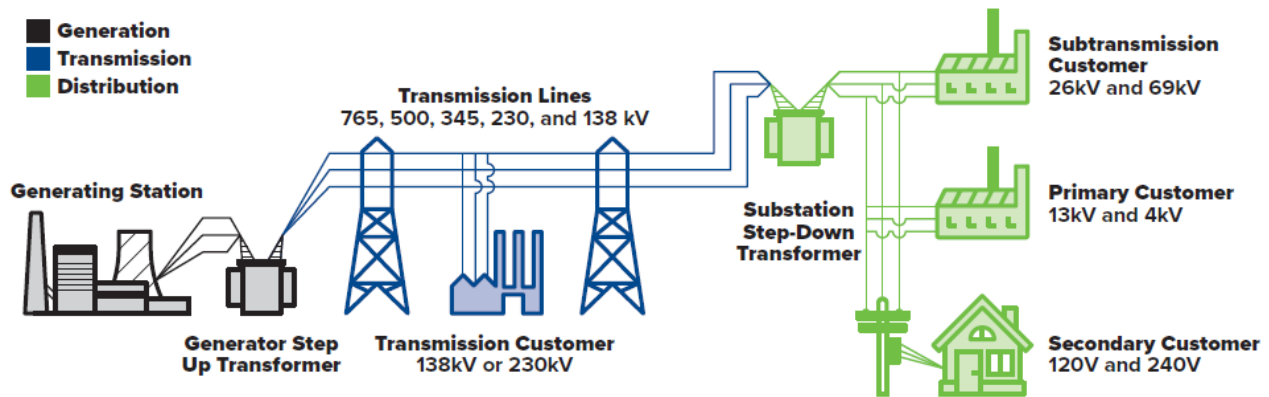 Generation
Transmission
Distribution
Generating Station
Generator Step
Up Transformer
Transmission Lines
765, 500, 345, 230, and 138 kV
Transmission Customer
138kV or 230kV
Substation
Step-Down
Transformer
Subtransmission
Customer
26kV and 69kV
Primary Customer
13kV and 4kV
Secondary Customer
120V and 240V